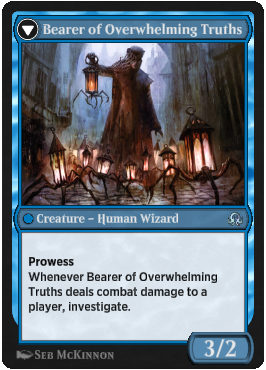 Bearer of Overwhelming Truths
Creature – Human Wizard
Prowess
Whenever Bearer of Overwhelming
Truths deals combat damage to a
player, investigate.
3/2
Seb McKinnon